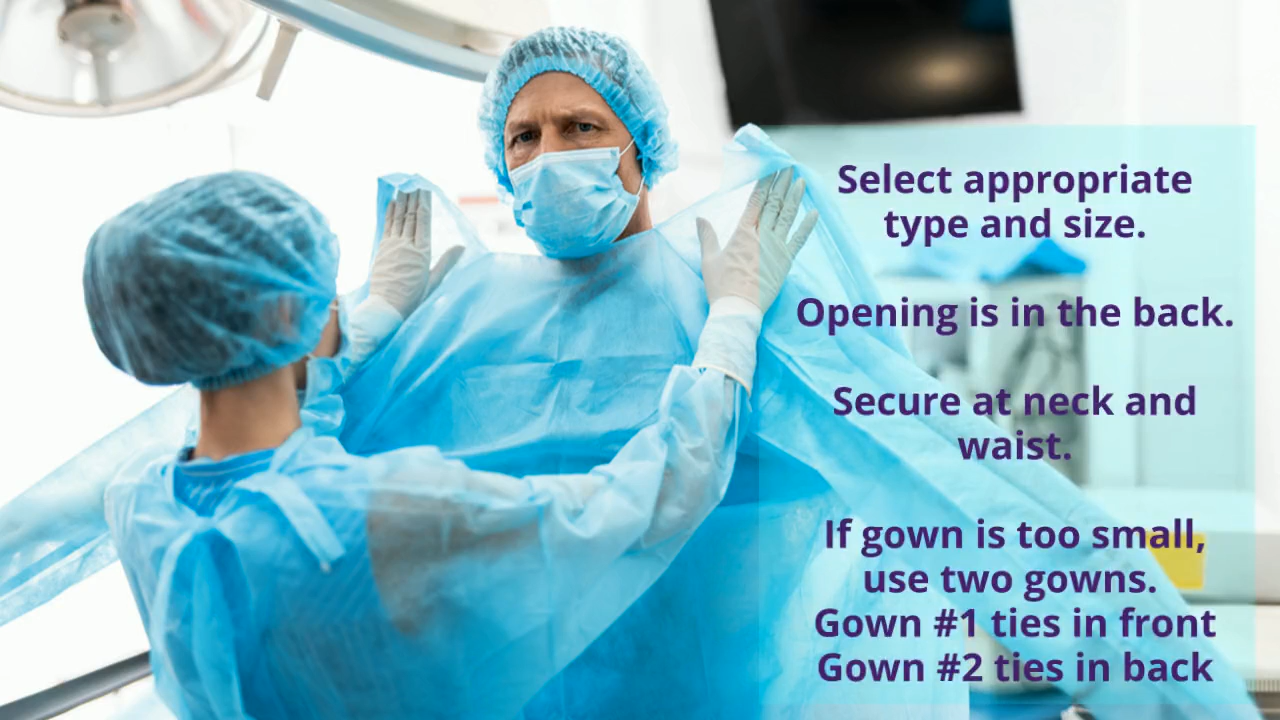 Select appropriate
type and size.
Opening is in the back.
Secure at neck and
waist.
If gown is too small,
use two gowns.
Gown #1 ties in front
Gown #2 ties in back